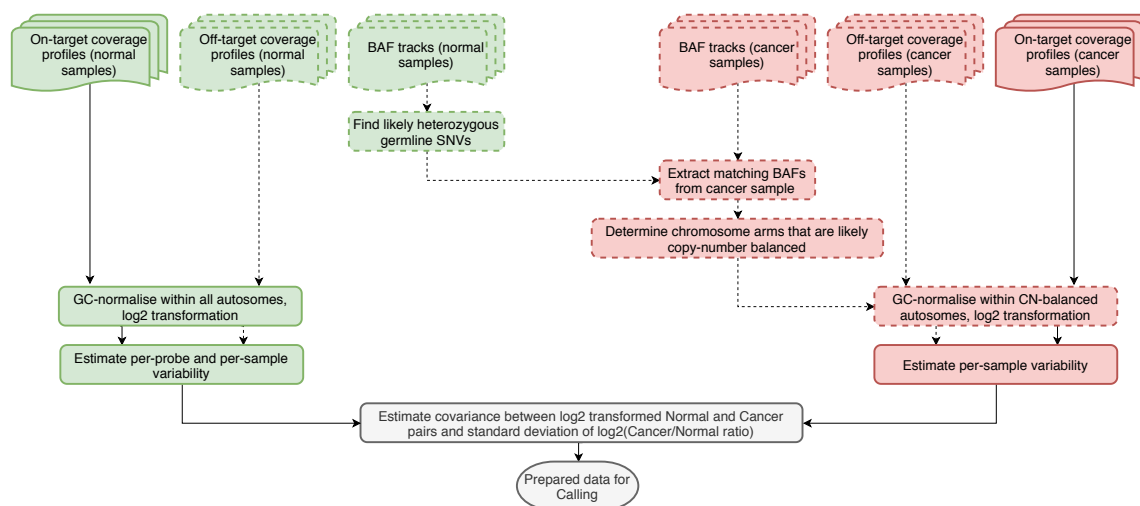 On-target coverage
profiles (normal
samples)
Off-target coverage
profiles (normal
samples)
BAF tracks (normal
samples)
BAF tracks (cancer
samples)
Off-target coverage
profiles (cancer
samples)
On-target coverage
profiles (cancer
samples)
Find likely heterozygous
germline SNVs
Extract matching BAFs
from cancer sample
Determine chromosome arms that are likely
copy-number balanced
GC-normalise within all autosomes,
log2 transformation
GC-normalise within CN-balanced
autosomes, log2 transformation
Estimate per-probe and per-sample
variability
Estimate per-sample variability
Estimate covariance between log2 transformed Normal and Cancer
pairs and standard deviation of log2(Cancer/Normal ratio)
Prepared data for
Calling